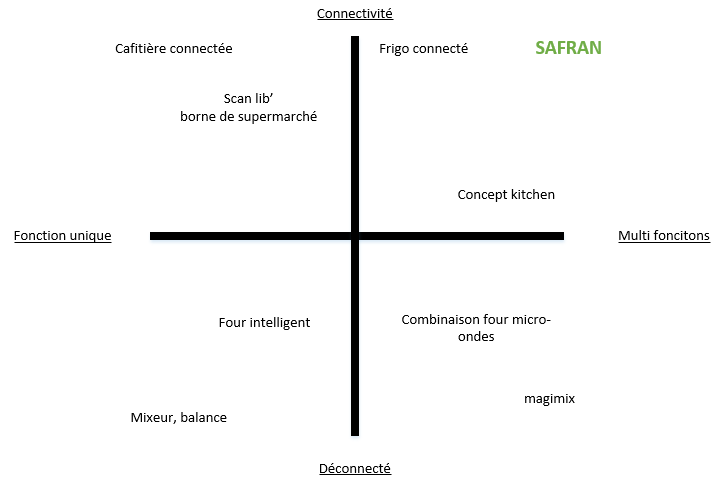 Connectivité
Cafitière connectée
Frigo connecté
SAFRAN
Scan lib’
borne de supermarché
Concept kitchen
Fonction unique
Multi foncitons
Four intelligent
Combinaison four micro-
ondes
magimix
Mixeur, balance
Déconnecté